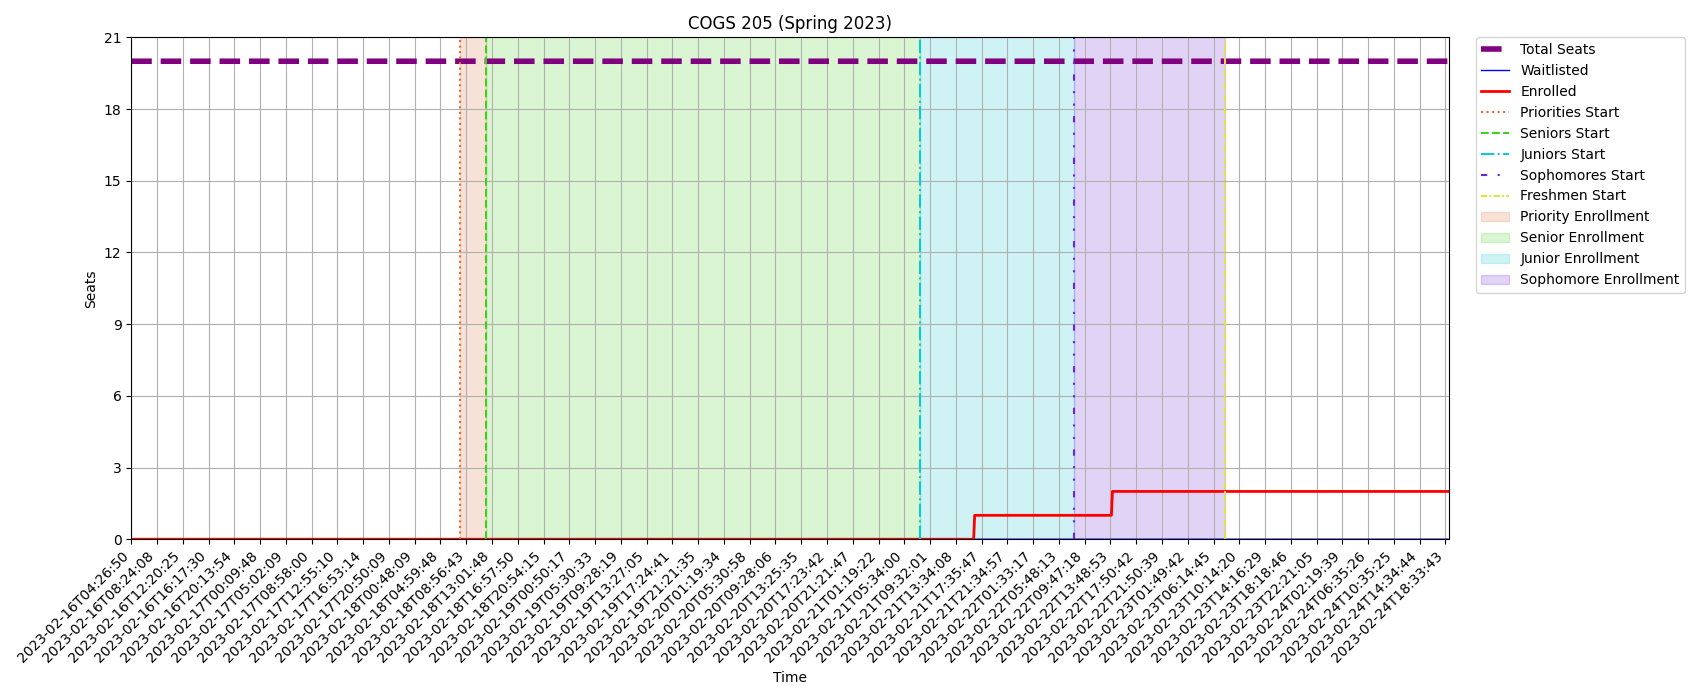 COGS 205 (Spring 2023)
21
18
15
12
9
6
3
0
Seats
2023-02-16T04:26:50
2023-02-16T08:24:08
2023-02-16T12:20:25
2023-02-16T16:17:30
2023-02-16T20:13:54
2023-02-17T00:09:48
2023-02-17T05:02:09
2023-02-17T08:58:00
2023-02-17T12:55:10
2023-02-17T16:53:14
2023-02-17T20:50:09
2023-02-18T00:48:09
2023-02-18T04:59:48
2023-02-18T08:56:43
2023-02-18T13:01:48
2023-02-18T16:57:50
2023-02-18T20:54:15
2023-02-19T00:50:17
2023-02-19T05:30:33
2023-02-19T09:28:19
2023-02-19T13:27:05
2023-02-19T17:24:41
2023-02-19T21:21:35
2023-02-20T01:19:34
2023-02-20T05:30:58
2023-02-20T09:28:06
2023-02-20T13:25:35
2023-02-20T17:23:42
2023-02-20T21:21:47
2023-02-21T01:19:22
2023-02-21T05:34:00
2023-02-21T09:32:01
2023-02-21T13:34:08
2023-02-21T17:35:47
2023-02-21T21:34:57
2023-02-22T01:33:17
2023-02-22T05:48:13
2023-02-22T09:47:18
2023-02-22T13:48:53
2023-02-22T17:50:42
2023-02-22T21:50:39
2023-02-23T01:49:42
2023-02-23T06:14:45
2023-02-23T10:14:20
2023-02-23T14:16:29
2023-02-23T18:18:46
2023-02-23T22:21:05
2023-02-24T02:19:39
2023-02-24T06:35:26
2023-02-24T10:35:25
2023-02-24T14:34:44
2023-02-24T18:33:43
Time
Total Seats
Waitlisted
Enrolled
Priorities Start
Seniors Start
Juniors Start
Sophomores Start
Freshmen Start
Priority Enrollment
Senior Enrollment
Junior Enrollment
Sophomore Enrollment